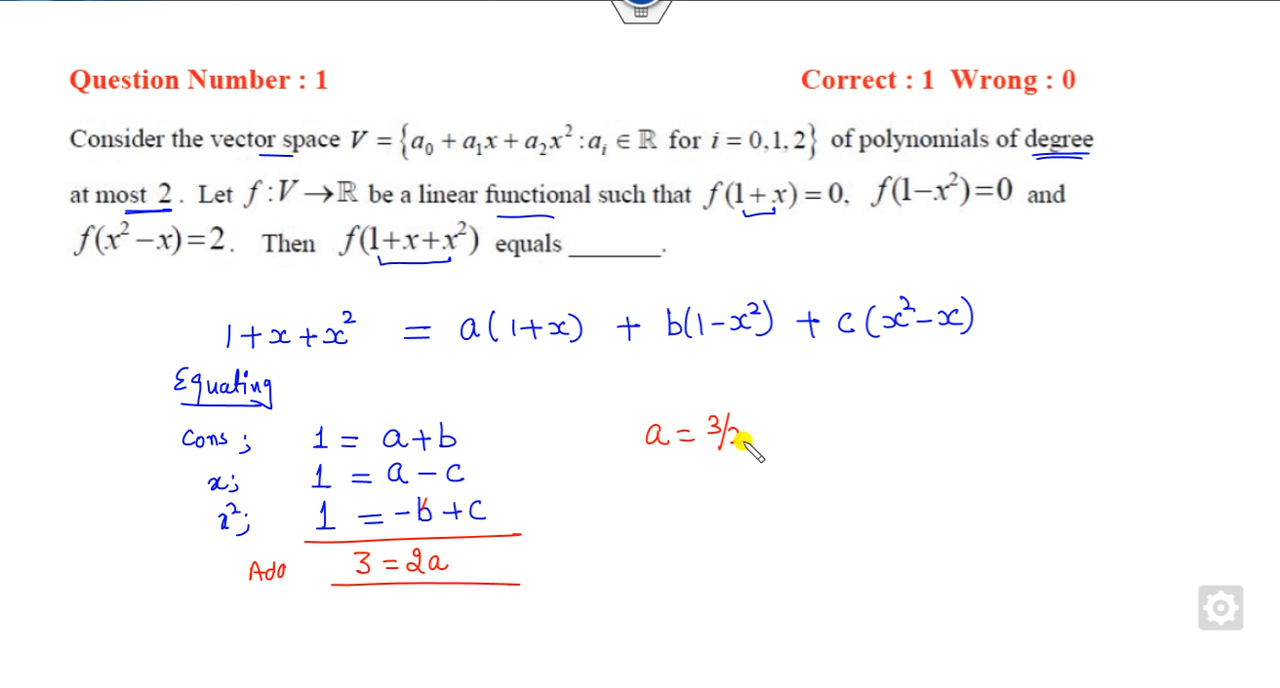 Question Number : 1 Correct : 1 Wrong : 0
Consider the vector space V = {a₀ + a₁x + a₂x² : aᵢ ∈ ℝ for i = 0,1,2} of polynomials of degree
at most 2. Let f : V → ℝ be a linear functional such that f(1+x) = 0, f(1−x²)=0 and
f(x²−x)=2. Then f(1+x+x²) equals ______.
1+x+x² = a(1+x) + b(1−x²) + c(x²−x)
Equating
Cons ; 1 = a+b a = 3/2
x; 1 = a−c
x²; 1 = −b+c
Add 3 = 2a